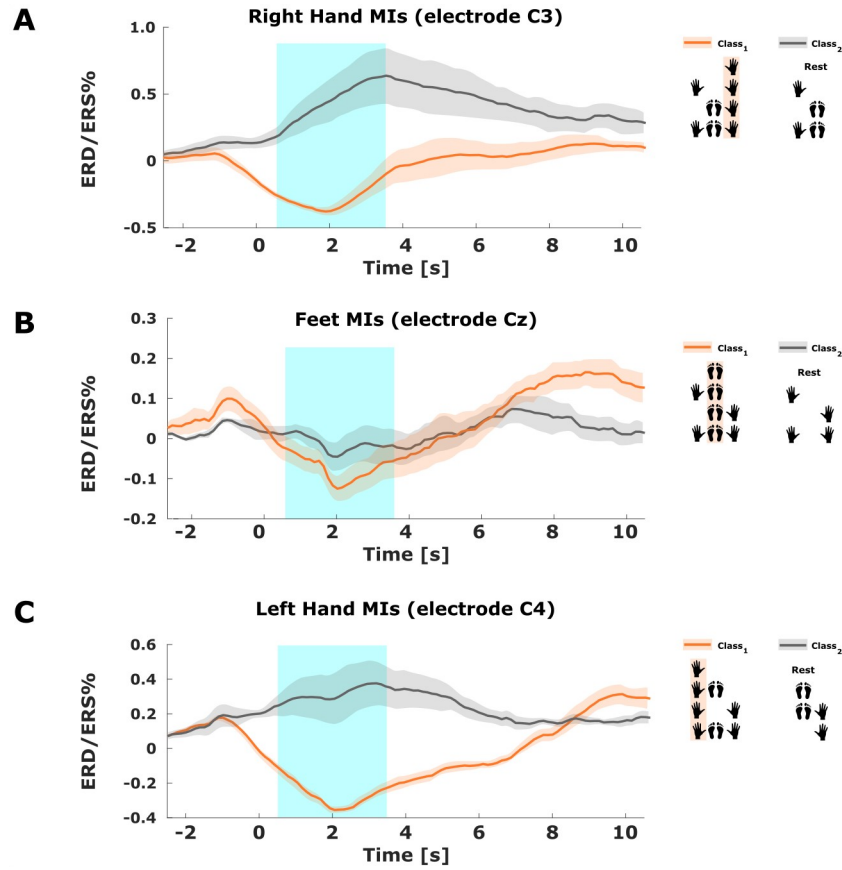 A
Right Hand MIs (electrode C3)
Class1
Class2
Rest
1.0
0.5
0
-0.5
ERD/ERS%
-2 0 2 4 6 8 10
Time [s]
B
Feet MIs (electrode Cz)
Class1
Class2
Rest
0.3
0.2
0.1
0
-0.1
-0.2
ERD/ERS%
-2 0 2 4 6 8 10
Time [s]
C
Left Hand MIs (electrode C4)
Class1
Class2
Rest
0.6
0.4
0.2
0
-0.2
-0.4
ERD/ERS%
-2 0 2 4 6 8 10
Time [s]